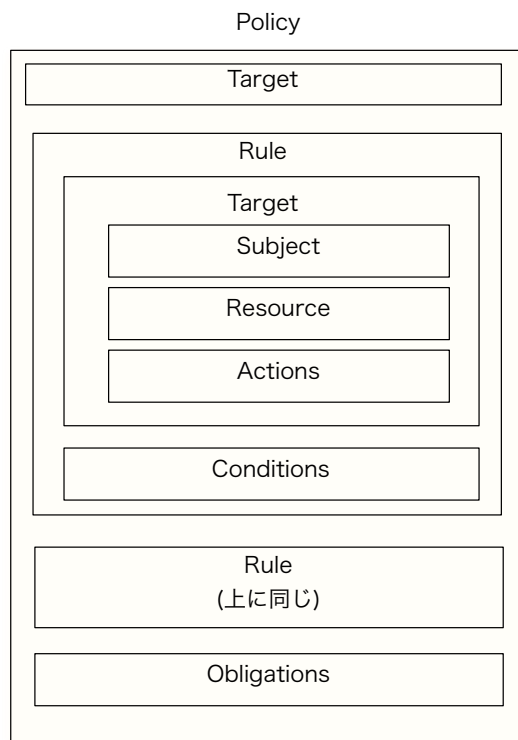 Policy
Target
Rule
Target
Subject
Resource
Actions
Conditions
Rule
(上に同じ)
Obligations